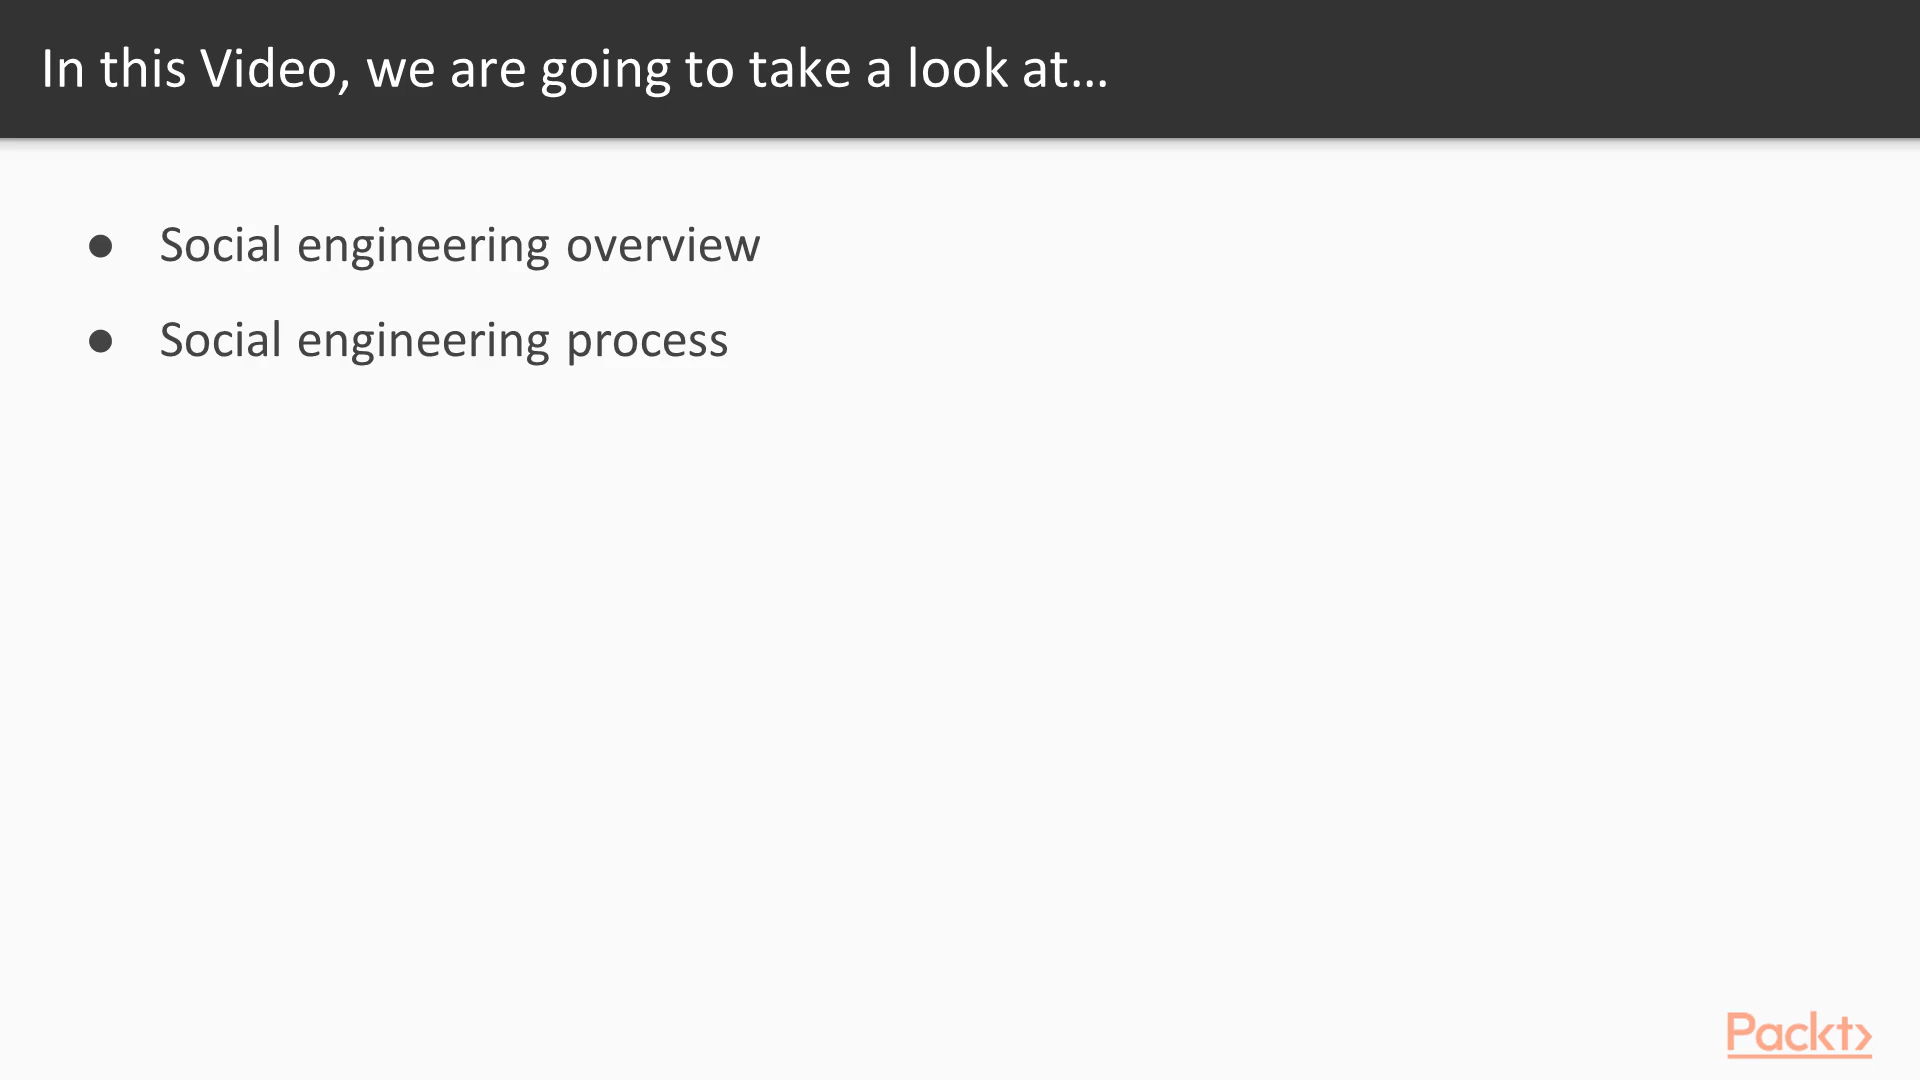 In this Video, we are going to take a look at...
● Social engineering overview
● Social engineering process
Packt>